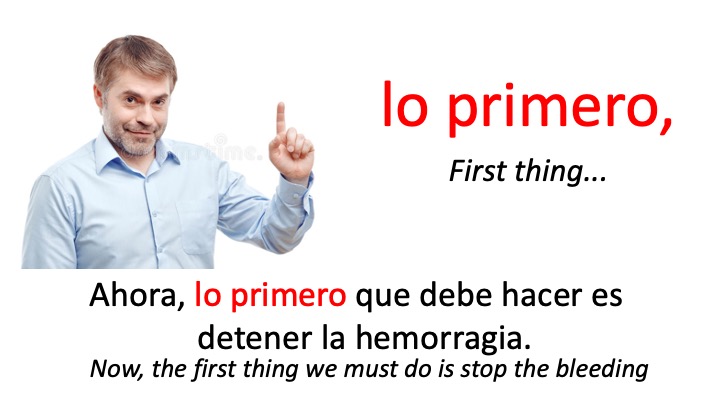 lo primero,
First thing...
Ahora, lo primero que debe hacer es
detener la hemorragia.
Now, the first thing we must do is stop the bleeding